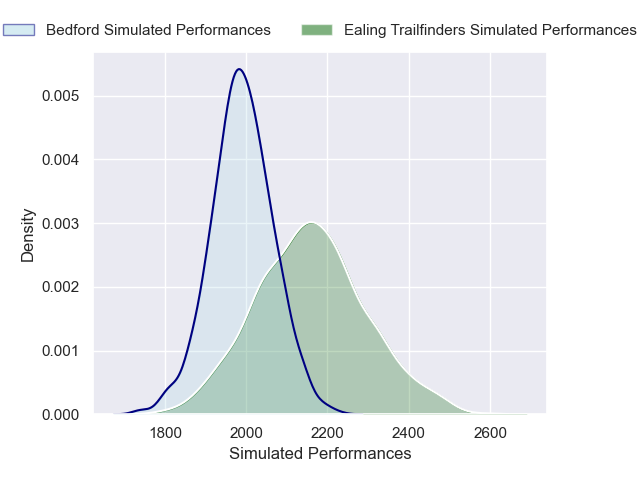 Bedford Simulated Performances
Ealing Trailfinders Simulated Performances
0.005
0.004
0.003
0.002
0.001
0.000
Density
1800 2000 2200 2400 2600
Simulated Performances